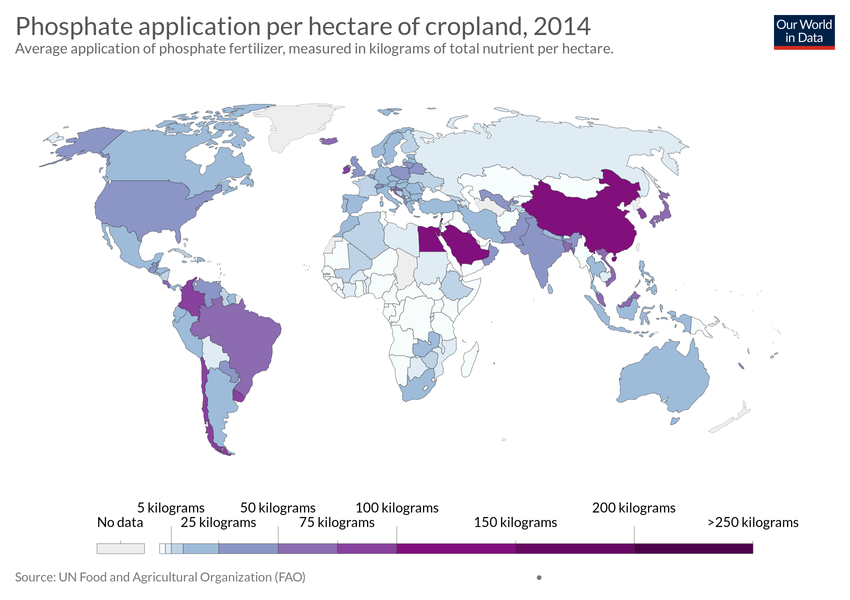 Phosphate application per hectare of cropland, 2014
Average application of phosphate fertilizer, measured in kilograms of total nutrient per hectare.
Our World
in Data
5 kilograms 50 kilograms 100 kilograms 200 kilograms
No data 25 kilograms 75 kilograms 150 kilograms >250 kilograms
Source: UN Food and Agricultural Organization (FAO)